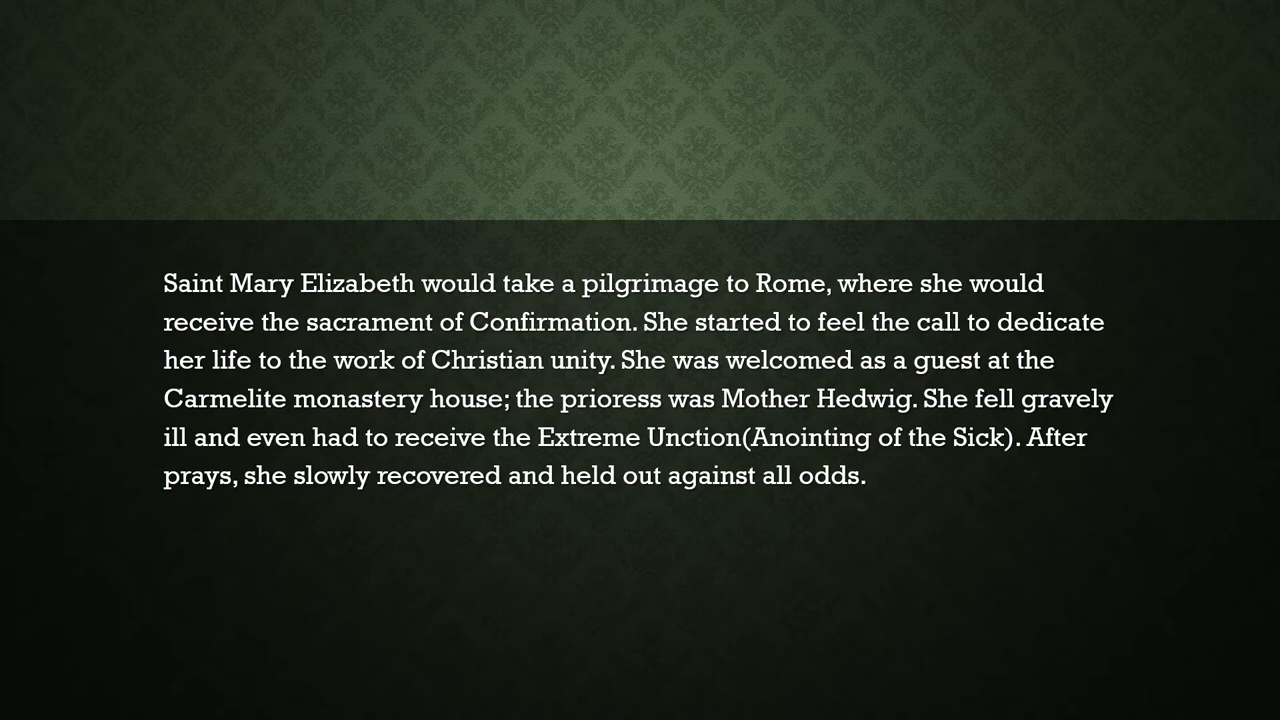 Saint Mary Elizabeth would take a pilgrimage to Rome, where she would
receive the sacrament of Confirmation. She started to feel the call to dedicate
her life to the work of Christian unity. She was welcomed as a guest at the
Carmelite monastery house; the prioress was Mother Hedwig. She fell gravely
ill and even had to receive the Extreme Unction(Anointing of the Sick). After
prays, she slowly recovered and held out against all odds.